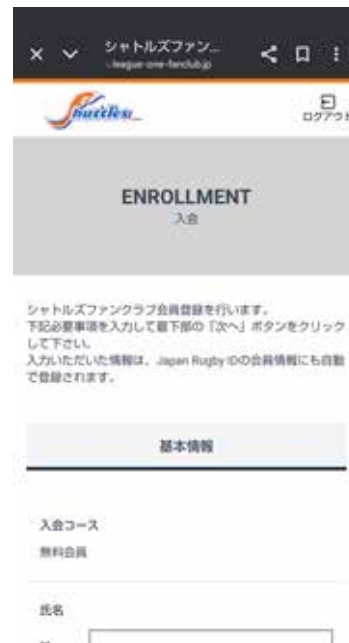 シャトルズファン...
league-one-fanclub.jp
Shuttles
ログアウト
ENROLLMENT
入会
シャトルズファンクラブ会員登録を行います。
下記必要事項を入力して最下部の「次へ」ボタンをクリック
して下さい。
入力いただいた情報は、Japan Rugby IDの会員情報にも自動
で登録されます。
基本情報
入会コース
無料会員
氏名